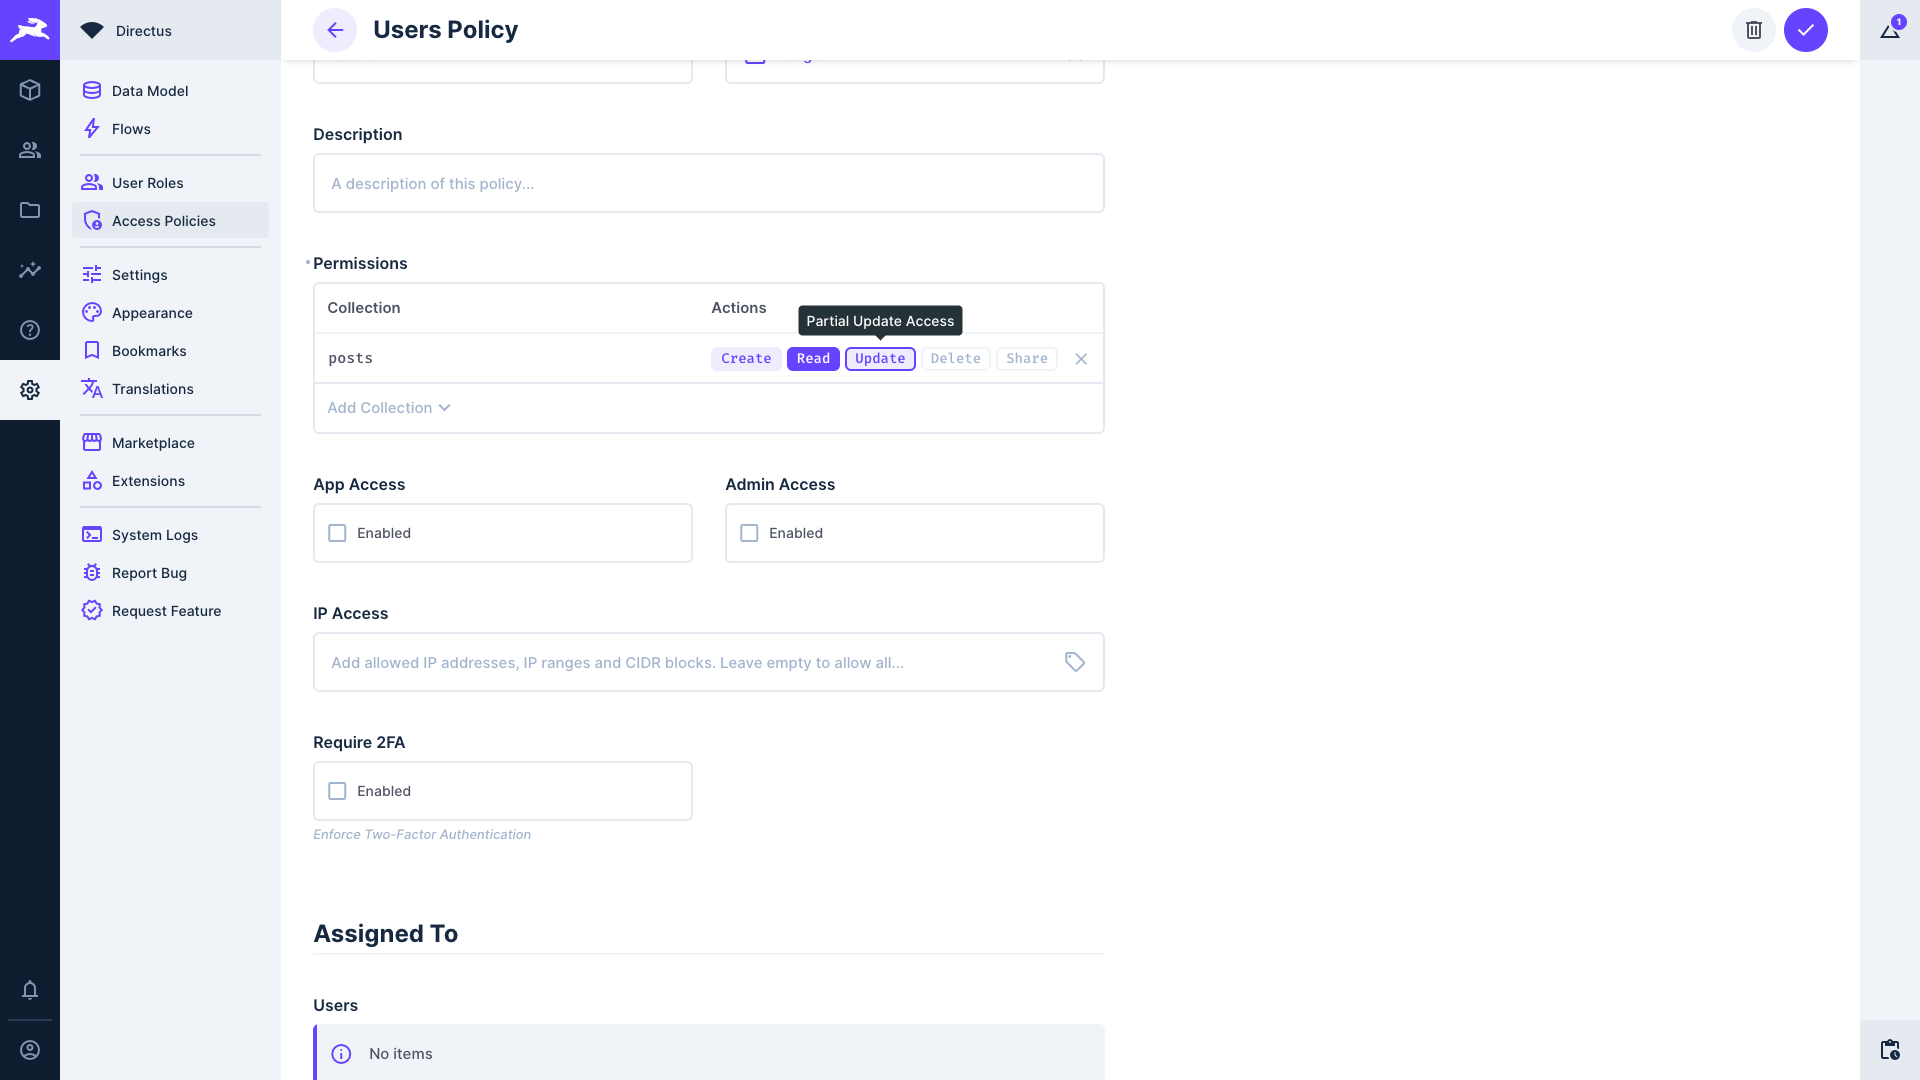 Directus
Users Policy
1
Data Model
Flows
User Roles
Access Policies
Settings
Appearance
Bookmarks
Translations
Marketplace
Extensions
System Logs
Report Bug
Request Feature
Description
A description of this policy...
Permissions
Collection
Actions
Partial Update Access
posts
Create
Read
Update
Delete
Share
Add Collection
App Access
Admin Access
Enabled
Enabled
IP Access
Add allowed IP addresses, IP ranges and CIDR blocks. Leave empty to allow all...
Require 2FA
Enabled
Enforce Two-Factor Authentication
Assigned To
Users
No items